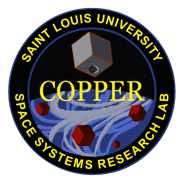 SAINT LOUIS UNIVERSITY
COPPER
SPACE SYSTEMS RESEARCH LAB